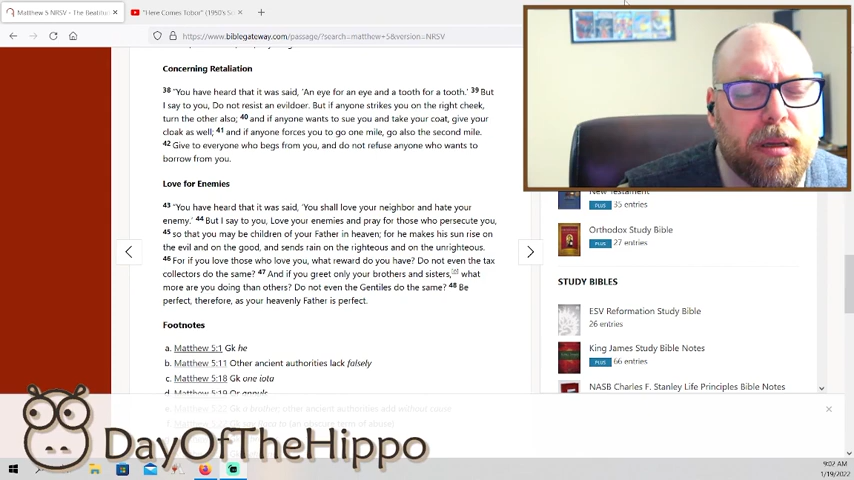 Matthew 5 NRSV - The Beatitu
"Here Comes Tobor" (1950's Sc
https://www.biblegateway.com/passage/?search=matthew+5&version=NRSV
Concerning Retaliation
38 "You have heard that it was said, 'An eye for an eye and a tooth for a tooth.' 39 But
I say to you, Do not resist an evildoer. But if anyone strikes you on the right cheek,
turn the other also; 40 and if anyone wants to sue you and take your coat, give your
cloak as well; 41 and if anyone forces you to go one mile, go also the second mile.
42 Give to everyone who begs from you, and do not refuse anyone who wants to
borrow from you.
Love for Enemies
43 "You have heard that it was said, 'You shall love your neighbor and hate your
enemy.' 44 But I say to you, Love your enemies and pray for those who persecute you,
45 so that you may be children of your Father in heaven; for he makes his sun rise on
the evil and on the good, and sends rain on the righteous and on the unrighteous.
46 For if you love those who love you, what reward do you have? Do not even the tax
collectors do the same? 47 And if you greet only your brothers and sisters, what
more are you doing than others? Do not even the Gentiles do the same? 48 Be
perfect, therefore, as your heavenly Father is perfect.
Footnotes
a. Matthew 5:1 Gk he
b. Matthew 5:11 Other ancient authorities lack falsely
c. Matthew 5:18 Gk one iota
d. Matthew 5:19 Or annuls
New Testament
PLUS 35 entries
Orthodox Study Bible
PLUS 27 entries
STUDY BIBLES
ESV Reformation Study Bible
26 entries
King James Study Bible Notes
PLUS 66 entries
NASB Charles F. Stanley Life Principles Bible Notes
DayOfTheHippo
9:02 AM
1/19/2022